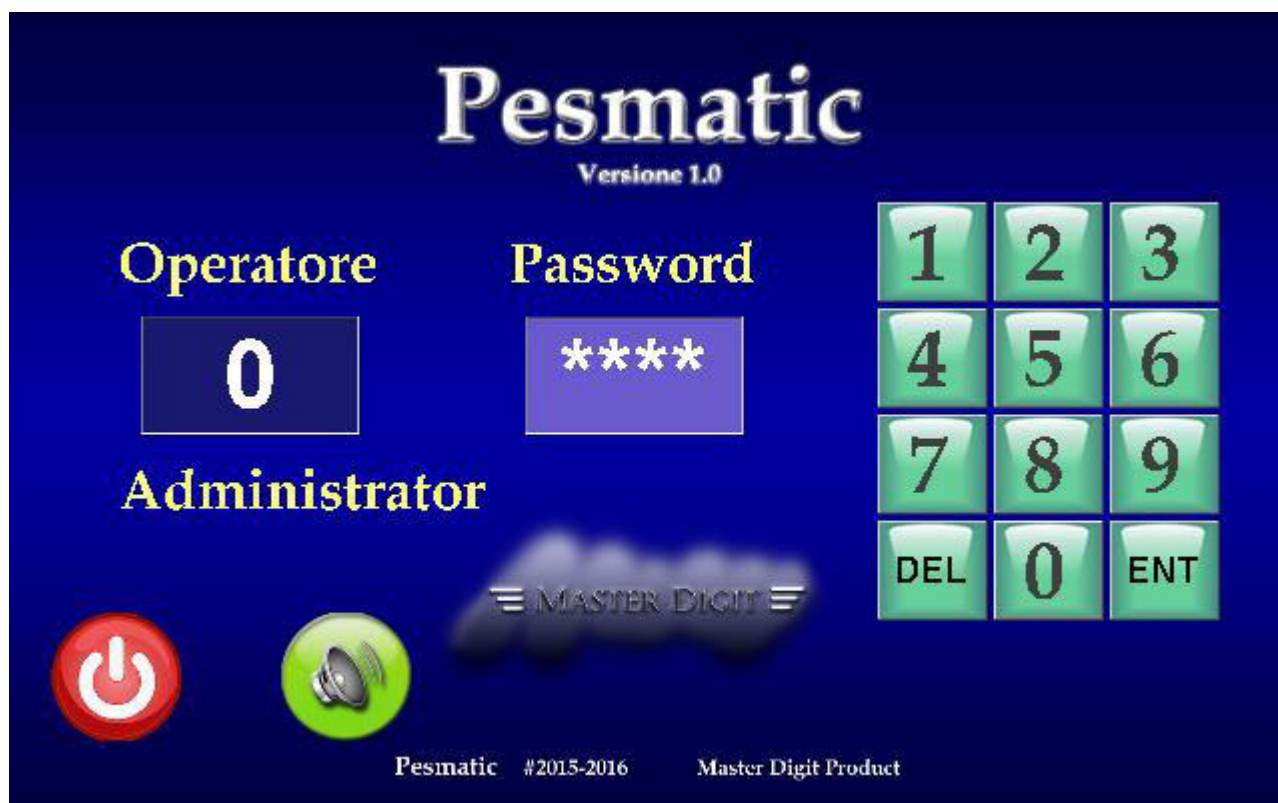 Pesmatic
Versione 1.0
Operatore
Password
0
****
Administrator
1 2 3
4 5 6
7 8 9
DEL 0 ENT
MASTER DIGIT
Pesmatic #2015-2016 Master Digit Product